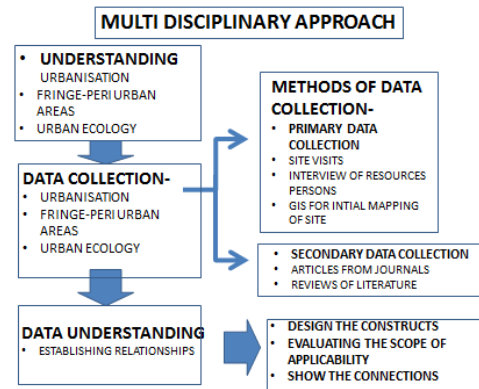 MULTI DISCIPLINARY APPROACH
• UNDERSTANDING
URBANISATION
• FRINGE-PERI URBAN
AREAS
• URBAN ECOLOGY
DATA COLLECTION-
• URBANISATION
• FRINGE-PERI URBAN
AREAS
• URBAN ECOLOGY
METHODS OF DATA
COLLECTION-
• PRIMARY DATA
COLLECTION
• SITE VISITS
• INTERVIEW OF RESOURCES
PERSONS
• GIS FOR INTIAL MAPPING
OF SITE
• SECONDARY DATA COLLECTION
• ARTICLES FROM JOURNALS
• REVIEWS OF LITERATURE
DATA UNDERSTANDING
• ESTABLISHING RELATIONSHIPS
• DESIGN THE CONSTRUCTS
• EVALUATING THE SCOPE OF
APPLICABILITY
• SHOW THE CONNECTIONS